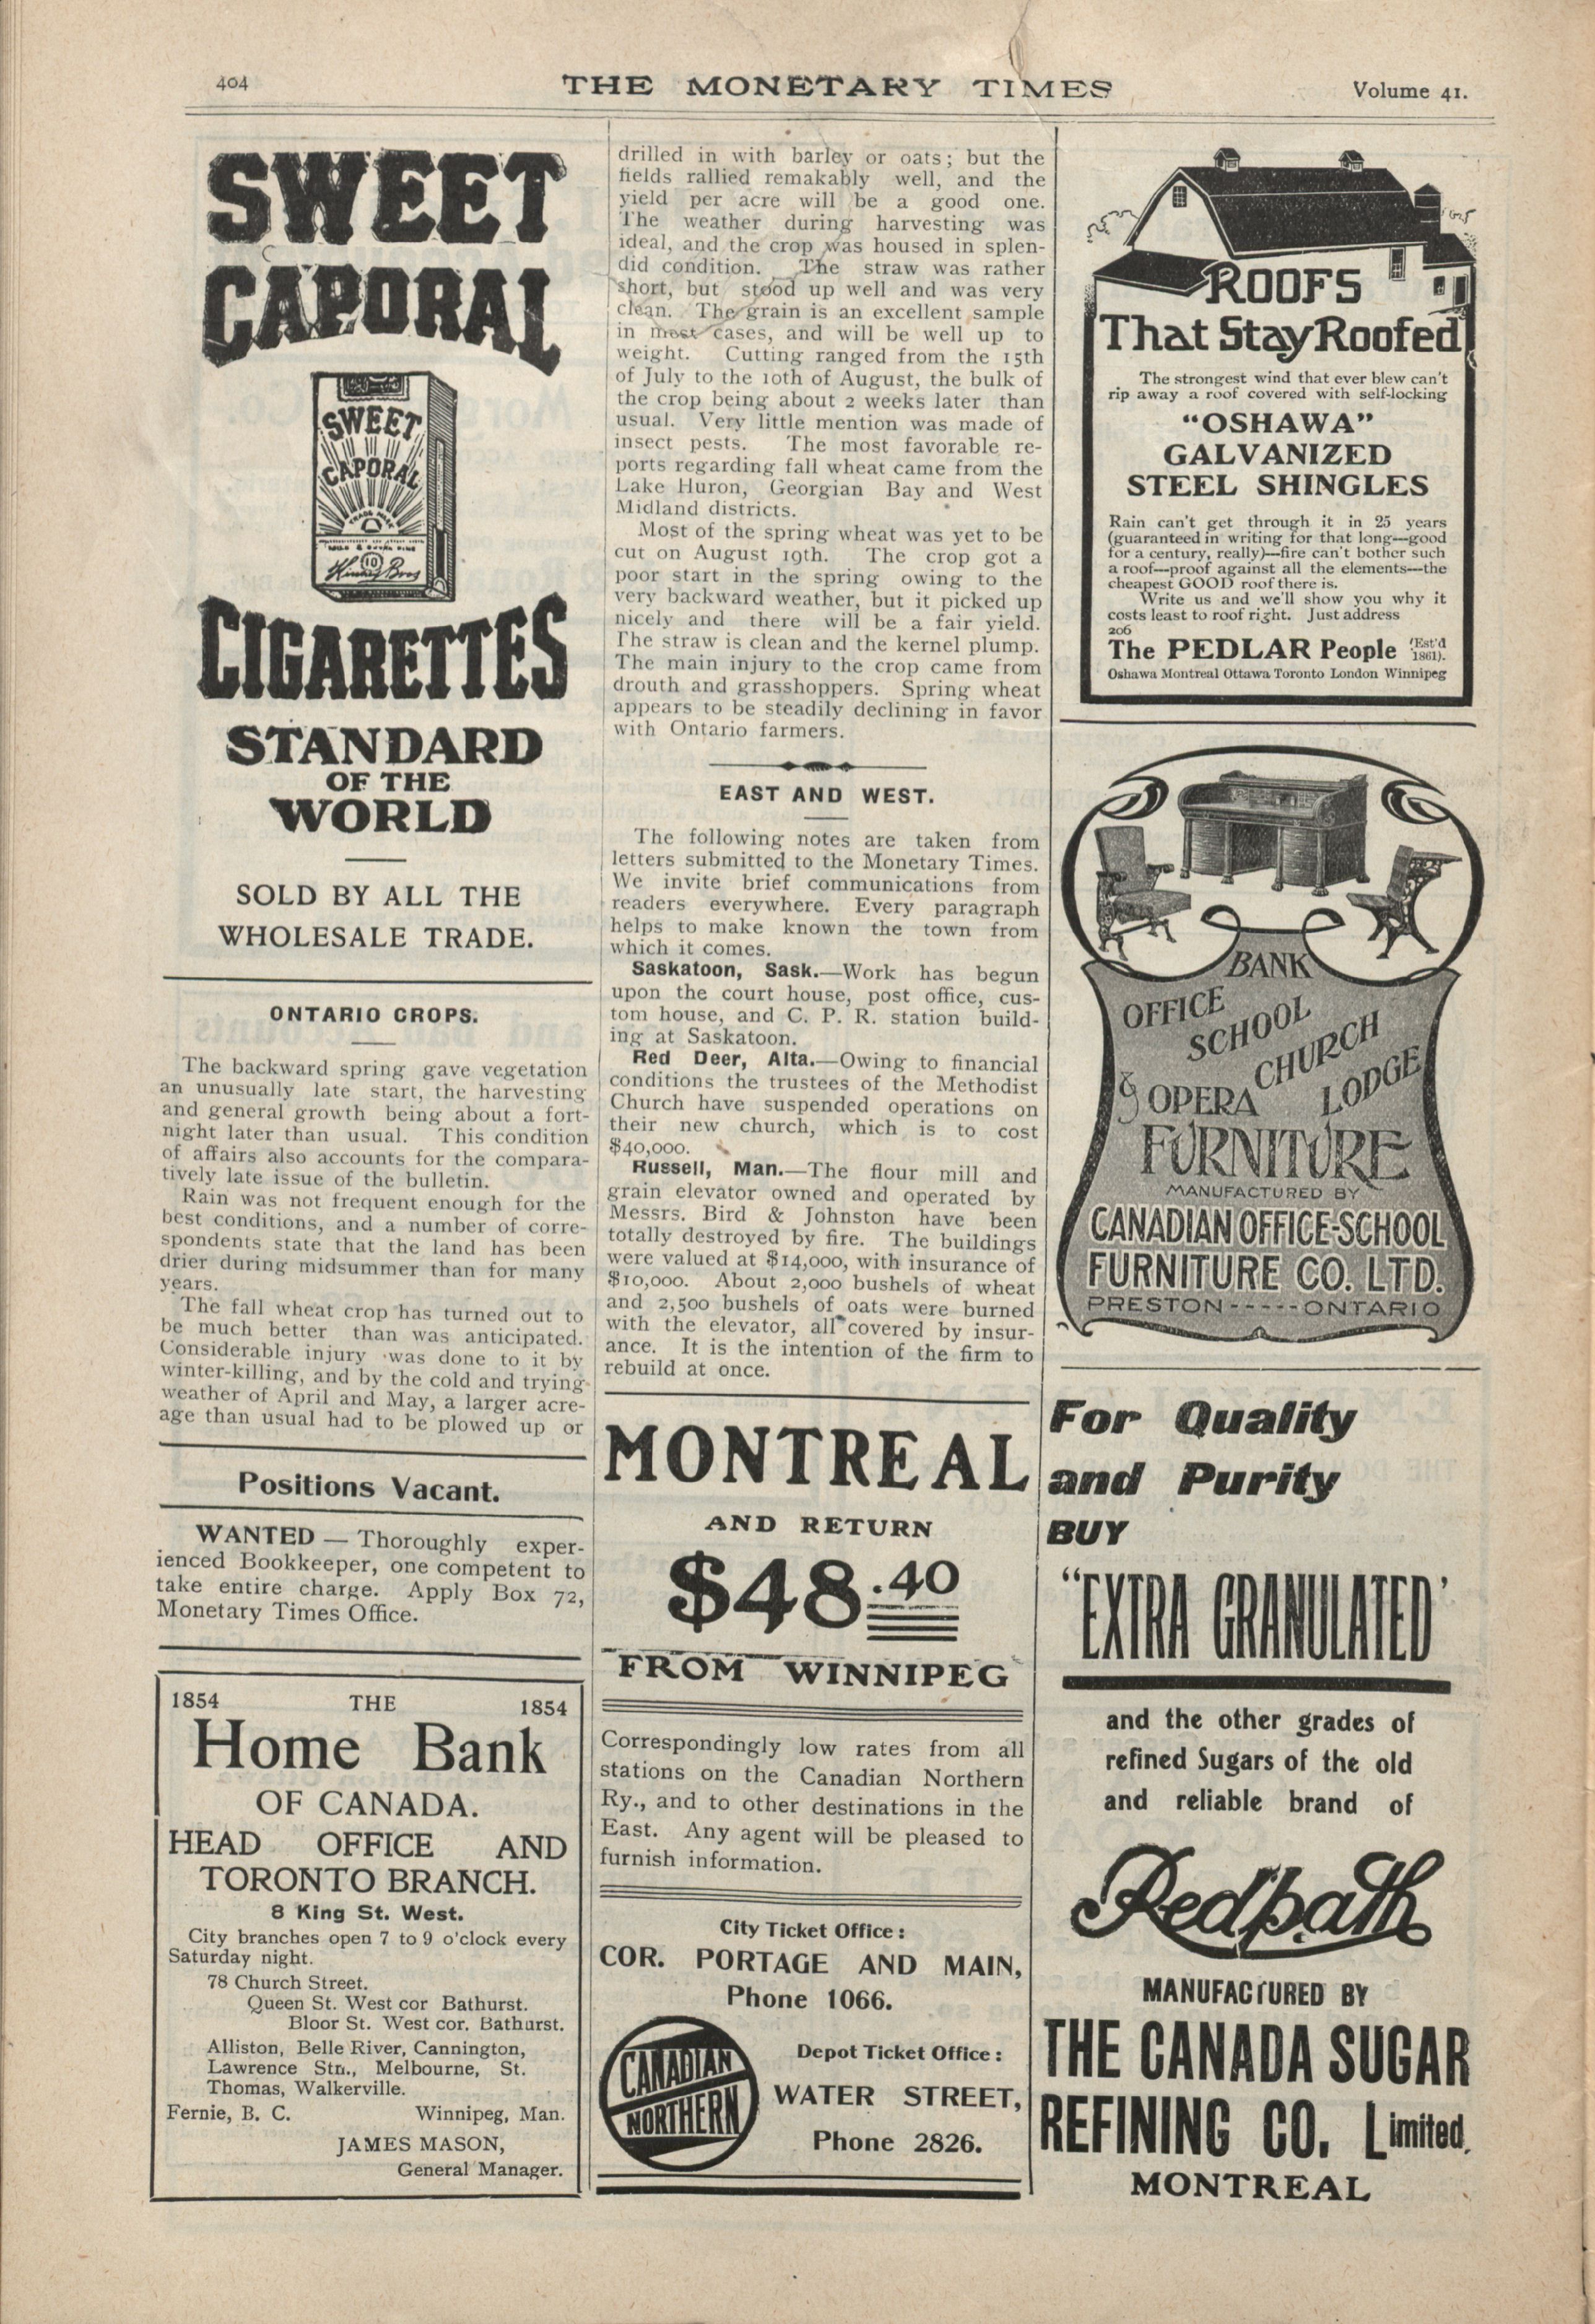 404
THE MONETARY TIMES
Volume 41.
SWEET
CAPORAL
SWEET
CAPORAL
Kinney Bros
CIGARETTES
STANDARD
OF THE
WORLD
SOLD BY ALL THE
WHOLESALE TRADE.
ONTARIO CROPS.
The backward spring gave vegetation
an unusually late start, the harvesting
and general growth being about a fort-
night later than usual. This condition
of affairs also accounts for the compara-
tively late issue of the bulletin.
Rain was not frequent enough for the
best conditions, and a number of corre-
spondents state that the land has been
drier during midsummer than for many
years.
The fall wheat crop has turned out to
be much better than was anticipated.
Considerable injury was done to it by
winter-killing, and by the cold and trying
weather of April and May, a larger acre-
age than usual had to be plowed up or
Positions Vacant.
WANTED — Thoroughly exper-
ienced Bookkeeper, one competent to
take entire charge. Apply Box 72,
Monetary Times Office.
1854 THE 1854
Home Bank
OF CANADA.
HEAD OFFICE AND
TORONTO BRANCH.
8 King St. West.
City branches open 7 to 9 o'clock every
Saturday night.
78 Church Street.
Queen St. West cor Bathurst.
Bloor St. West cor. Bathurst.
Alliston, Belle River, Cannington,
Lawrence Stn., Melbourne, St.
Thomas, Walkerville.
Fernie, B. C. Winnipeg, Man.
JAMES MASON,
General Manager.
drilled in with barley or oats; but the
fields rallied remakably well, and the
yield per acre will be a good one.
The weather during harvesting was
ideal, and the crop was housed in splen-
did condition. The straw was rather
short, but stood up well and was very
clean. The grain is an excellent sample
in most cases, and will be well up to
weight. Cutting ranged from the 15th
of July to the 10th of August, the bulk of
the crop being about 2 weeks later than
usual. Very little mention was made of
insect pests. The most favorable re-
ports regarding fall wheat came from the
Lake Huron, Georgian Bay and West
Midland districts.
Most of the spring wheat was yet to be
cut on August 19th. The crop got a
poor start in the spring owing to the
very backward weather, but it picked up
nicely and there will be a fair yield.
The straw is clean and the kernel plump.
The main injury to the crop came from
drouth and grasshoppers. Spring wheat
appears to be steadily declining in favor
with Ontario farmers.
EAST AND WEST.
The following notes are taken from
letters submitted to the Monetary Times.
We invite brief communications from
readers everywhere. Every paragraph
helps to make known the town from
which it comes.
Saskatoon, Sask.—Work has begun
upon the court house, post office, cus-
tom house, and C. P. R. station build-
ing at Saskatoon.
Red Deer, Alta.—Owing to financial
conditions the trustees of the Methodist
Church have suspended operations on
their new church, which is to cost
$40,000.
Russell, Man.—The flour mill and
grain elevator owned and operated by
Messrs. Bird & Johnston have been
totally destroyed by fire. The buildings
were valued at $14,000, with insurance of
$10,000. About 2,000 bushels of wheat
and 2,500 bushels of oats were burned
with the elevator, all covered by insur-
ance. It is the intention of the firm to
rebuild at once.
MONTREAL
AND RETURN
$48.40
FROM WINNIPEG
Correspondingly low rates from all
stations on the Canadian Northern
Ry., and to other destinations in the
East. Any agent will be pleased to
furnish information.
City Ticket Office:
COR. PORTAGE AND MAIN,
Phone 1066.
CANADIAN
NORTHERN
Depot Ticket Office:
WATER STREET,
Phone 2826.
ROOFS
That Stay Roofed
The strongest wind that ever blew can't
rip away a roof covered with self-locking
"OSHAWA"
GALVANIZED
STEEL SHINGLES
Rain can't get through it in 25 years
(guaranteed in writing for that long—good
for a century, really)—fire can't bother such
a roof—proof against all the elements—the
cheapest GOOD roof there is.
Write us and we'll show you why it
costs least to roof right. Just address
206
The PEDLAR People (Est'd 1861).
Oshawa Montreal Ottawa Toronto London Winnipeg
BANK
OFFICE
SCHOOL
CHURCH
& OPERA
LODGE
FURNITURE
MANUFACTURED BY
CANADIAN OFFICE-SCHOOL
FURNITURE CO. LTD.
PRESTON-----ONTARIO
For Quality
and Purity
BUY
"EXTRA GRANULATED'
and the other grades of
refined Sugars of the old
and reliable brand of
Redpath
MANUFACTURED BY
THE CANADA SUGAR
REFINING CO. Limited,
MONTREAL